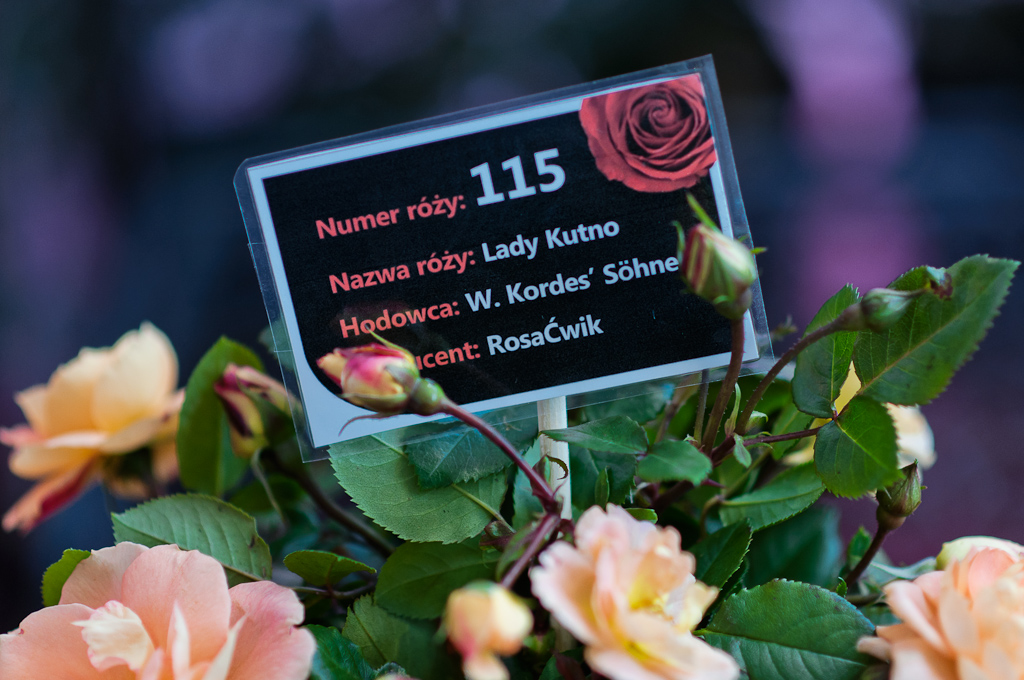 Numer róży: 115
Nazwa róży: Lady Kutno
Hodowca: W. Kordes' Söhne
ucent: RosaĆwik